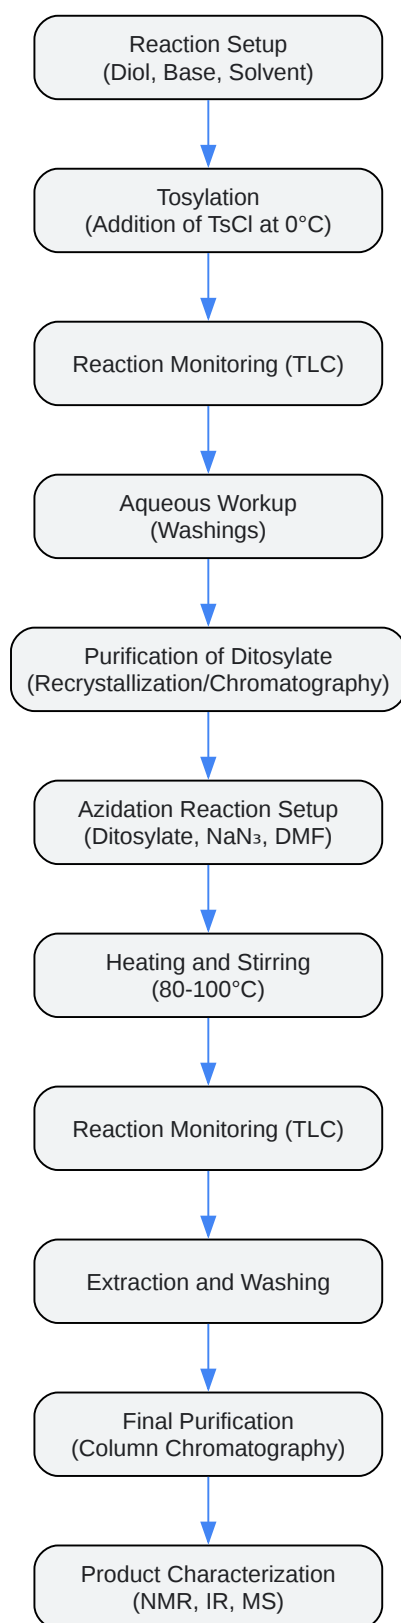 Reaction Setup
(Diol, Base, Solvent)
Tosylation
(Addition of TsCl at 0°C)
Reaction Monitoring (TLC)
Aqueous Workup
(Washings)
Purification of Ditosylate
(Recrystallization/Chromatography)
Azidation Reaction Setup
(Ditosylate, NaN₃, DMF)
Heating and Stirring
(80-100°C)
Reaction Monitoring (TLC)
Extraction and Washing
Final Purification
(Column Chromatography)
Product Characterization
(NMR, IR, MS)